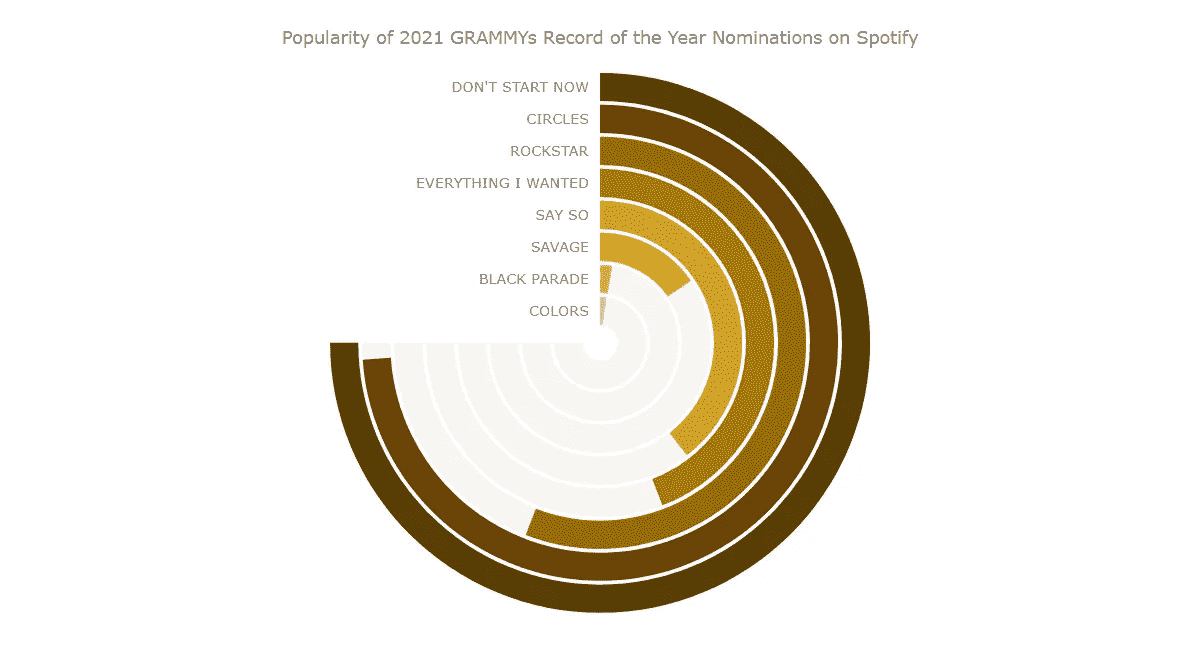 Popularity of 2021 GRAMMYs Record of the Year Nominations on Spotify
DON'T START NOW
CIRCLES
ROCKSTAR
EVERYTHING I WANTED
SAY SO
SAVAGE
BLACK PARADE
COLORS